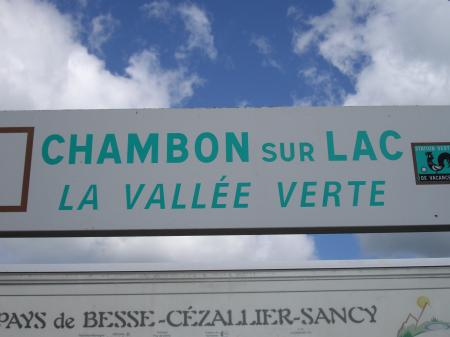 CHAMBON SUR LAC
LA VALLÉE VERTE
STATION VERTE
DE VACANCES
PAYS de BESSE-CÉZALLIER-SANCY